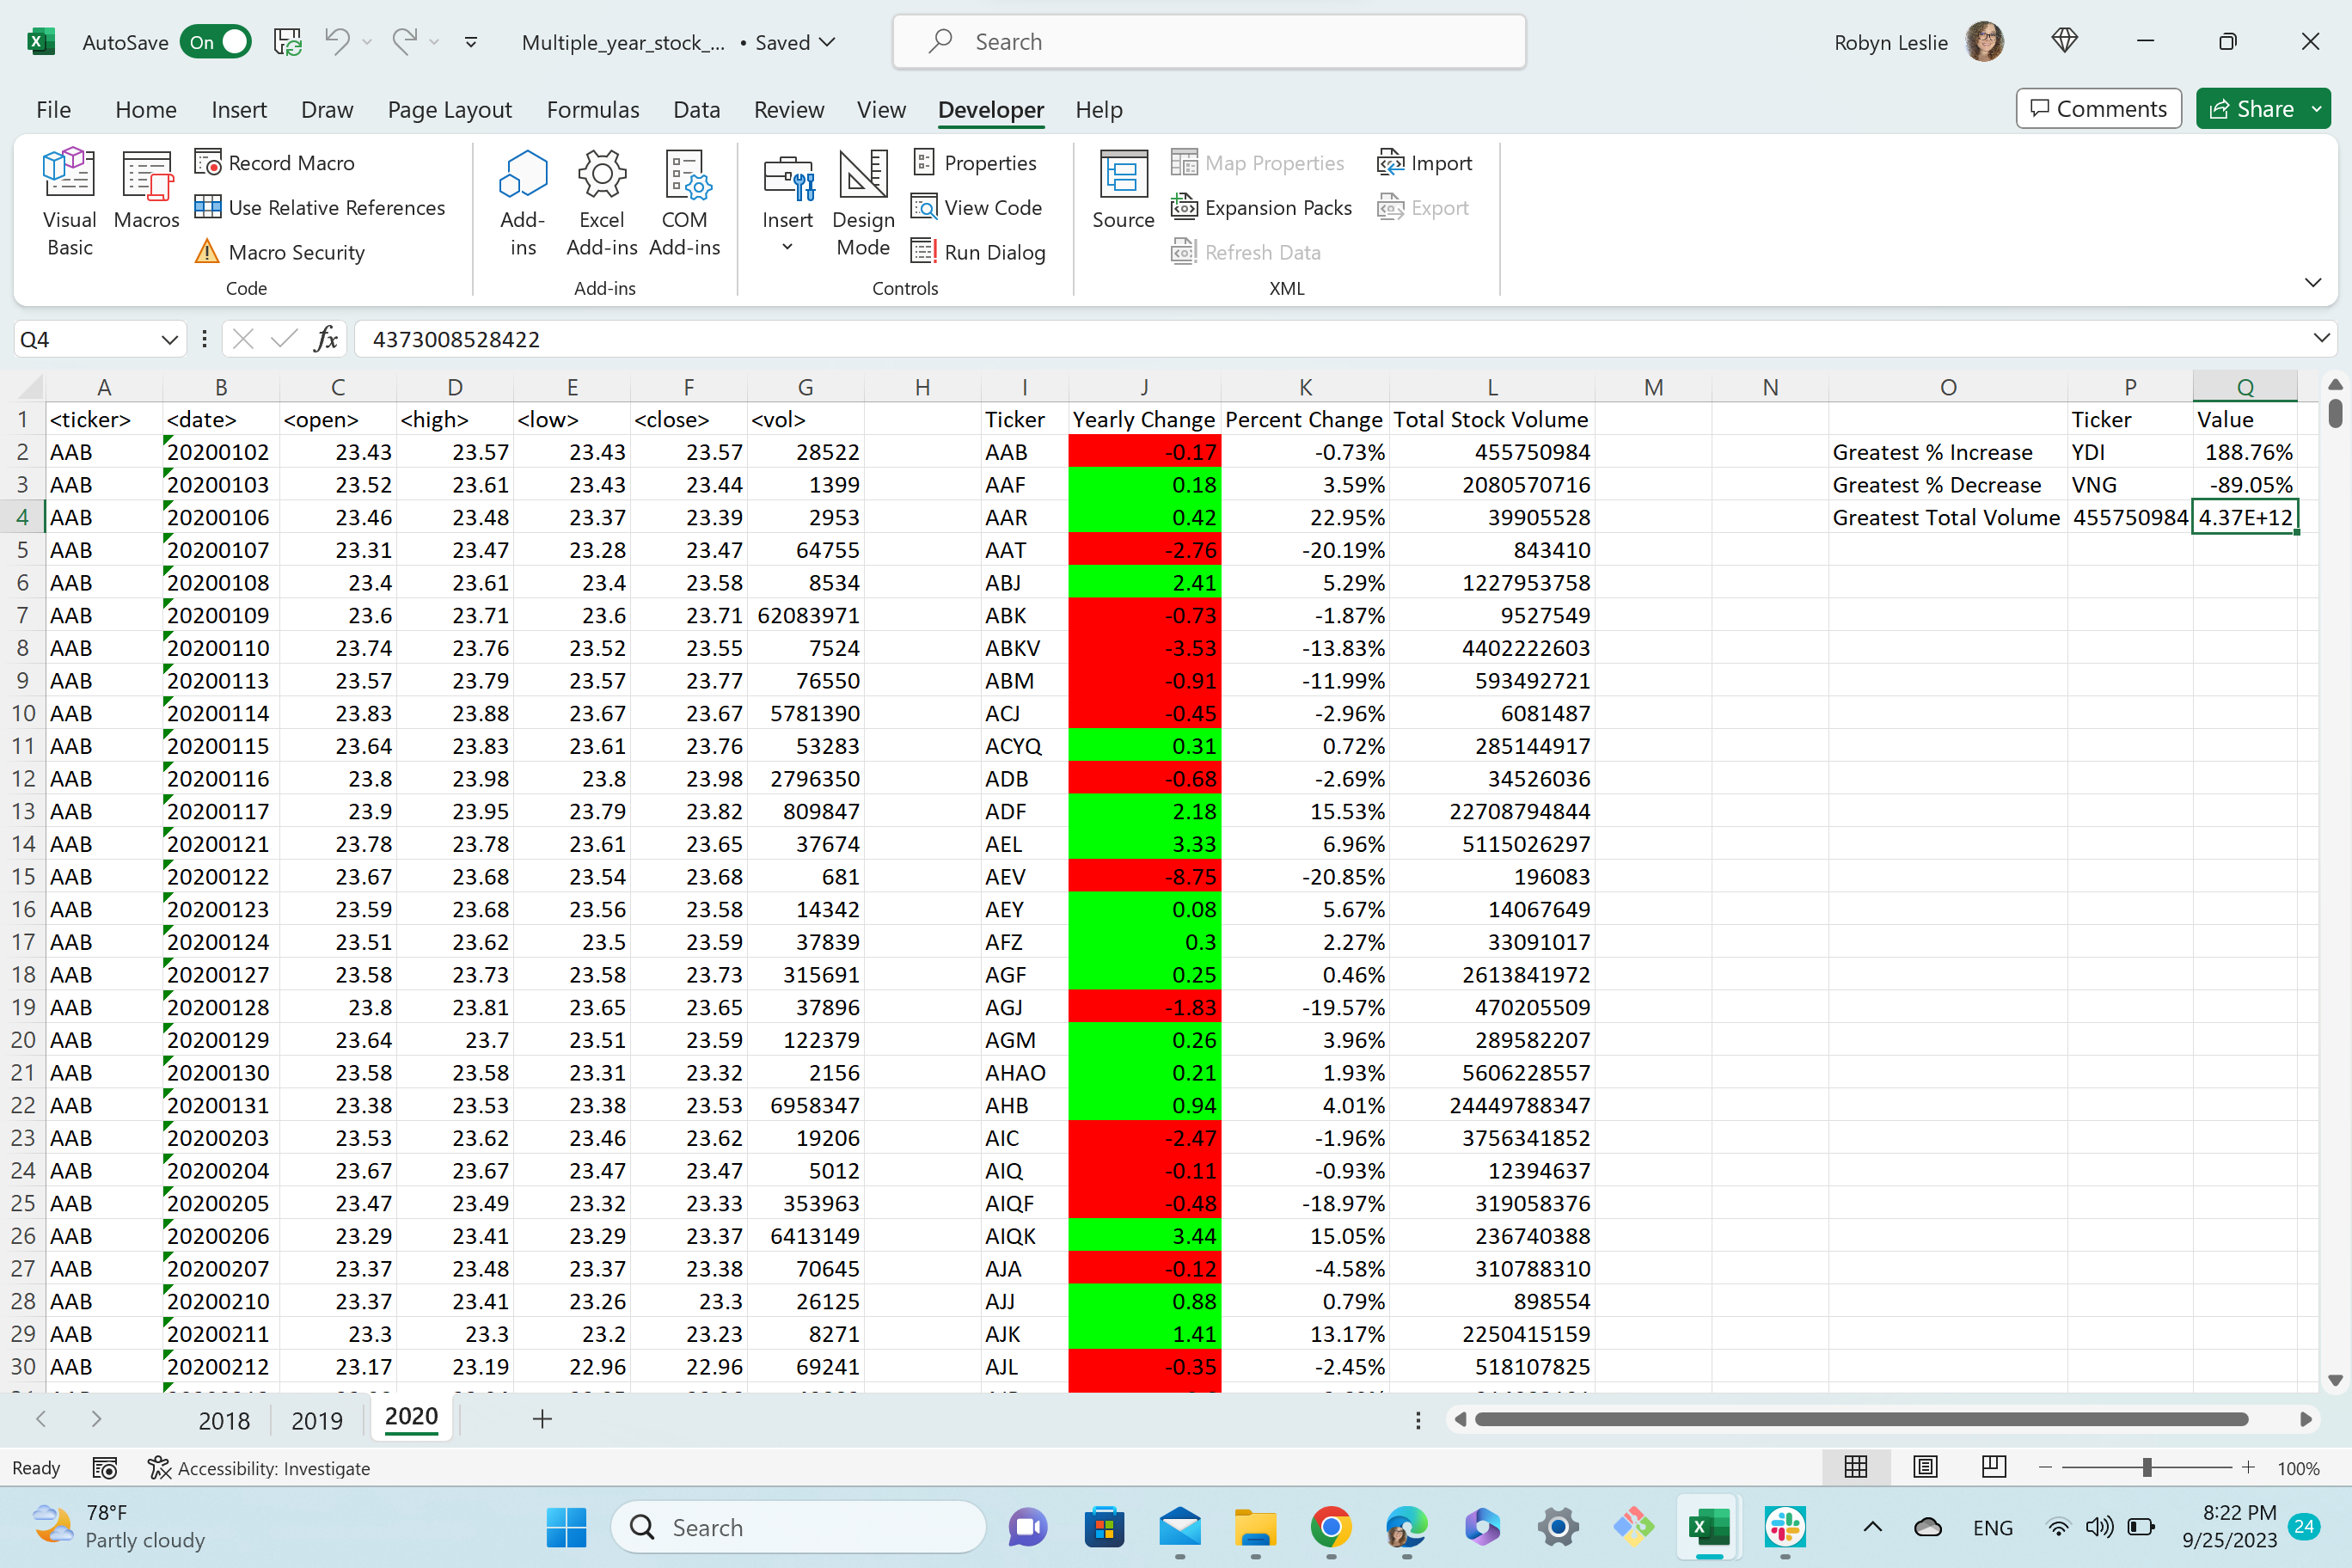 AutoSave On Multiple_year_stock_... • Saved Search Robyn Leslie
File Home Insert Draw Page Layout Formulas Data Review View Developer Help Comments Share
Visual Basic Macros Record Macro Use Relative References Macro Security Code
Add-ins Excel Add-ins COM Add-ins Add-ins
Insert Design Mode Properties View Code Run Dialog Controls
Source Map Properties Expansion Packs Refresh Data Import Export XML
Q4 fx 4373008528422
A B C D E F G H I J K L M N O P Q
1 <ticker> <date> <open> <high> <low> <close> <vol> Ticker Yearly Change Percent Change Total Stock Volume Ticker Value
2 AAB 20200102 23.43 23.57 23.43 23.57 28522 AAB -0.17 -0.73% 455750984 Greatest % Increase YDI 188.76%
3 AAB 20200103 23.52 23.61 23.43 23.44 1399 AAF 0.18 3.59% 2080570716 Greatest % Decrease VNG -89.05%
4 AAB 20200106 23.46 23.48 23.37 23.39 2953 AAR 0.42 22.95% 39905528 Greatest Total Volume 455750984 4.37E+12
5 AAB 20200107 23.31 23.47 23.28 23.47 64755 AAT -2.76 -20.19% 843410
6 AAB 20200108 23.4 23.61 23.4 23.58 8534 ABJ 2.41 5.29% 1227953758
7 AAB 20200109 23.6 23.71 23.6 23.71 62083971 ABK -0.73 -1.87% 9527549
8 AAB 20200110 23.74 23.76 23.52 23.55 7524 ABKV -3.53 -13.83% 4402222603
9 AAB 20200113 23.57 23.79 23.57 23.77 76550 ABM -0.91 -11.99% 593492721
10 AAB 20200114 23.83 23.88 23.67 23.67 5781390 ACJ -0.45 -2.96% 6081487
11 AAB 20200115 23.64 23.83 23.61 23.76 53283 ACYQ 0.31 0.72% 285144917
12 AAB 20200116 23.8 23.98 23.8 23.98 2796350 ADB -0.68 -2.69% 34526036
13 AAB 20200117 23.9 23.95 23.79 23.82 809847 ADF 2.18 15.53% 22708794844
14 AAB 20200121 23.78 23.78 23.61 23.65 37674 AEL 3.33 6.96% 5115026297
15 AAB 20200122 23.67 23.68 23.54 23.68 681 AEV -8.75 -20.85% 196083
16 AAB 20200123 23.59 23.68 23.56 23.58 14342 AEY 0.08 5.67% 14067649
17 AAB 20200124 23.51 23.62 23.5 23.59 37839 AFZ 0.3 2.27% 33091017
18 AAB 20200127 23.58 23.73 23.58 23.73 315691 AGF 0.25 0.46% 2613841972
19 AAB 20200128 23.8 23.81 23.65 23.65 37896 AGJ -1.83 -19.57% 470205509
20 AAB 20200129 23.64 23.7 23.51 23.59 122379 AGM 0.26 3.96% 289582207
21 AAB 20200130 23.58 23.58 23.31 23.32 2156 AHAO 0.21 1.93% 5606228557
22 AAB 20200131 23.38 23.53 23.38 23.53 6958347 AHB 0.94 4.01% 24449788347
23 AAB 20200203 23.53 23.62 23.46 23.62 19206 AIC -2.47 -1.96% 3756341852
24 AAB 20200204 23.67 23.67 23.47 23.47 5012 AIQ -0.11 -0.93% 12394637
25 AAB 20200205 23.47 23.49 23.32 23.33 353963 AIQF -0.48 -18.97% 319058376
26 AAB 20200206 23.29 23.41 23.29 23.37 6413149 AIQK 3.44 15.05% 236740388
27 AAB 20200207 23.37 23.48 23.37 23.38 70645 AJA -0.12 -4.58% 310788310
28 AAB 20200210 23.37 23.41 23.26 23.3 26125 AJJ 0.88 0.79% 898554
29 AAB 20200211 23.3 23.3 23.2 23.23 8271 AJK 1.41 13.17% 2250415159
30 AAB 20200212 23.17 23.19 22.96 22.96 69241 AJL -0.35 -2.45% 518107825
2018 2019 2020
Ready Accessibility: Investigate 100%
78°F
Partly cloudy
Search
ENG
8:22 PM
9/25/2023
24